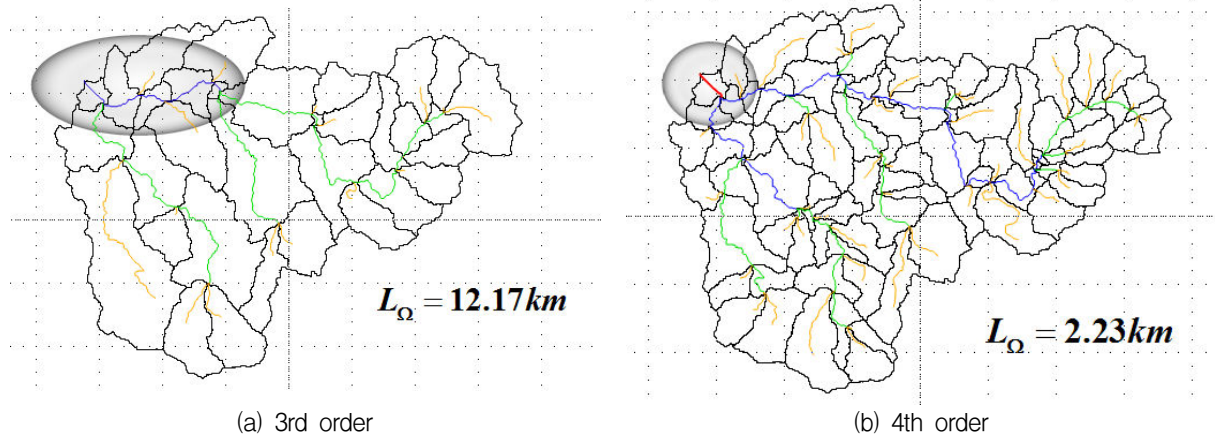 L_Ω = 12.17km
L_Ω = 2.23km
(a) 3rd order
(b) 4th order